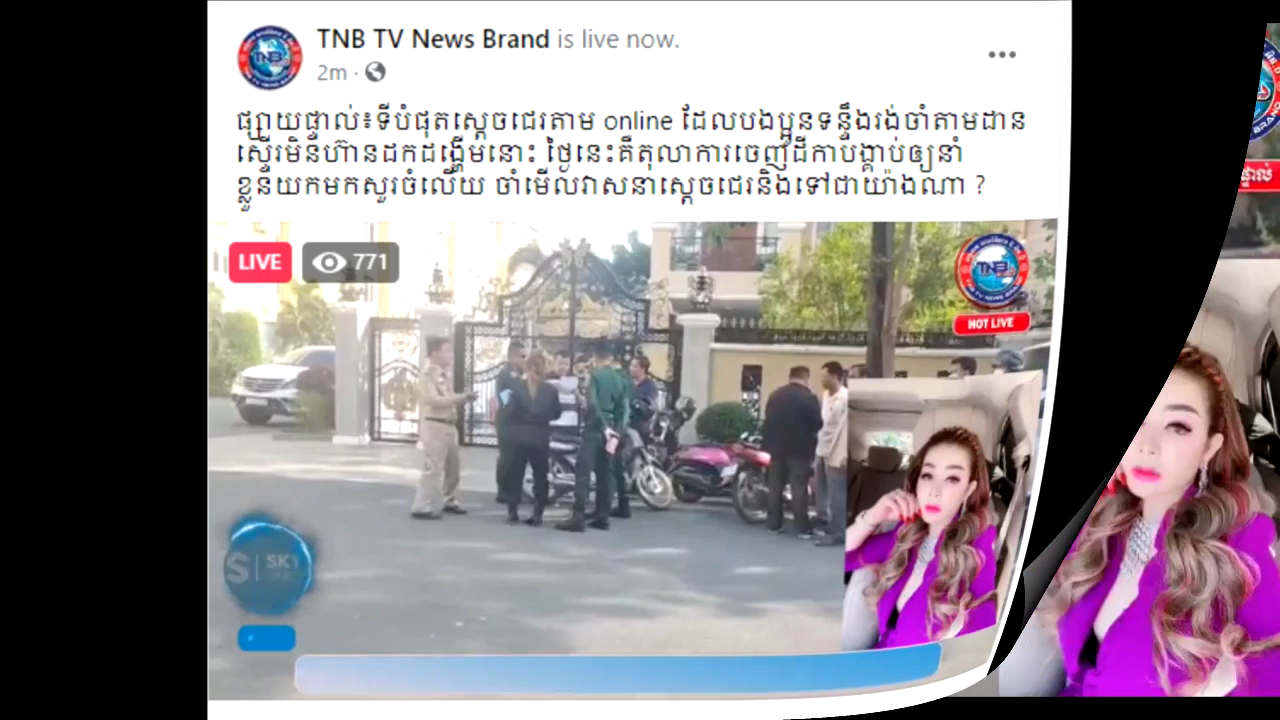 TNB TV News Brand is live now.
2m
ផ្សាយផ្ទាល់៖ទីបំផុតស្ដេចជេរតាម online ដែលបងប្អូនទន្ទឹងរង់ចាំតាមដាន
ស្ទើរមិនហ៊ានដកដង្ហើមនោះ ថ្ងៃនេះគឺតុលាការចេញដីកាបង្គាប់ឲ្យនាំ
ខ្លួនយកមកសួរចំលើយ ចាំមើលវាសនាស្ដេចជេរនិងទៅជាយ៉ាងណា ?
LIVE 771
TNB
HOT LIVE
S | SKY